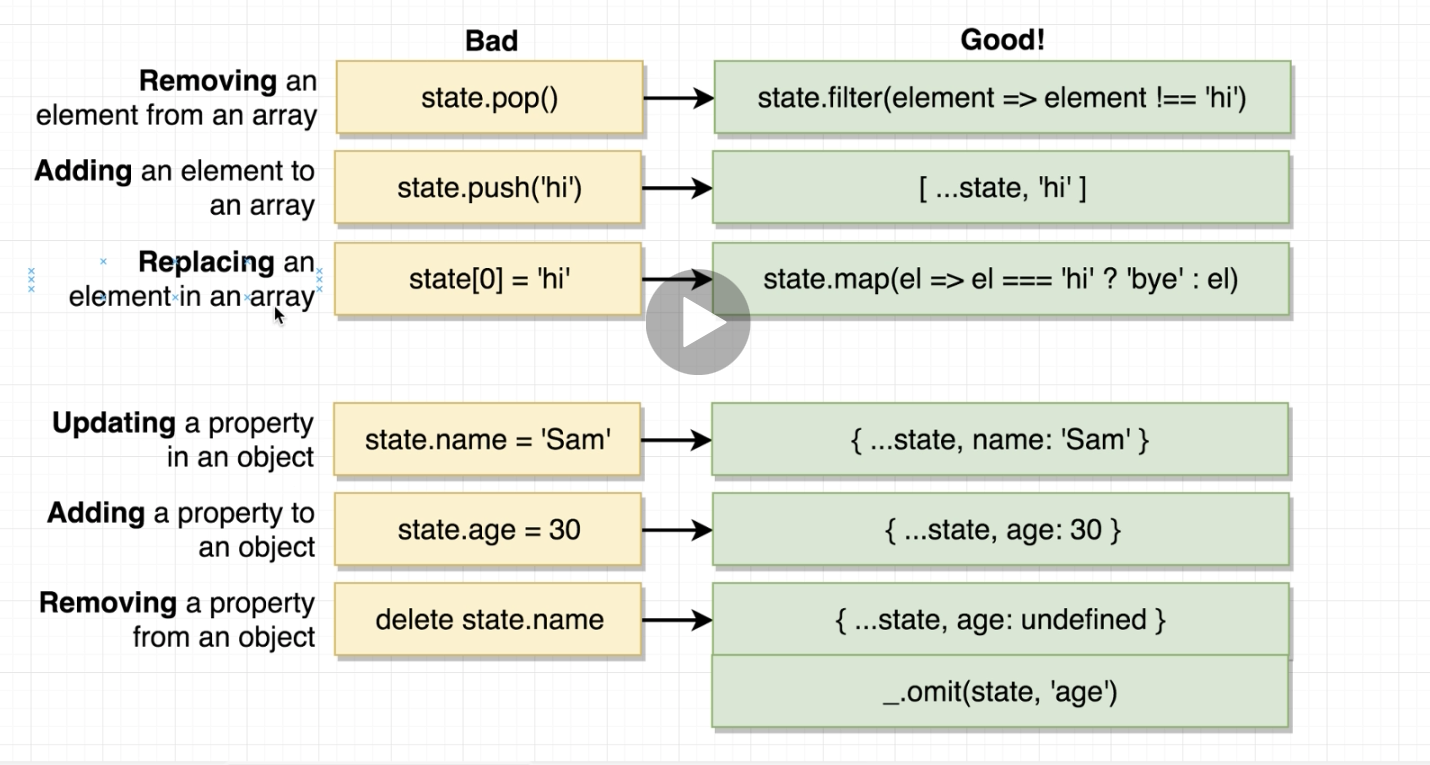 Bad
Good!
Removing an
element from an array
state.pop()
state.filter(element => element !== 'hi')
Adding an element to
an array
state.push('hi')
[ ...state, 'hi' ]
Replacing an
element in an array
state[0] = 'hi'
state.map(el => el === 'hi' ? 'bye' : el)
Updating a property
in an object
state.name = 'Sam'
{ ...state, name: 'Sam' }
Adding a property to
an object
state.age = 30
{ ...state, age: 30 }
Removing a property
from an object
delete state.name
{ ...state, age: undefined }
_.omit(state, 'age')